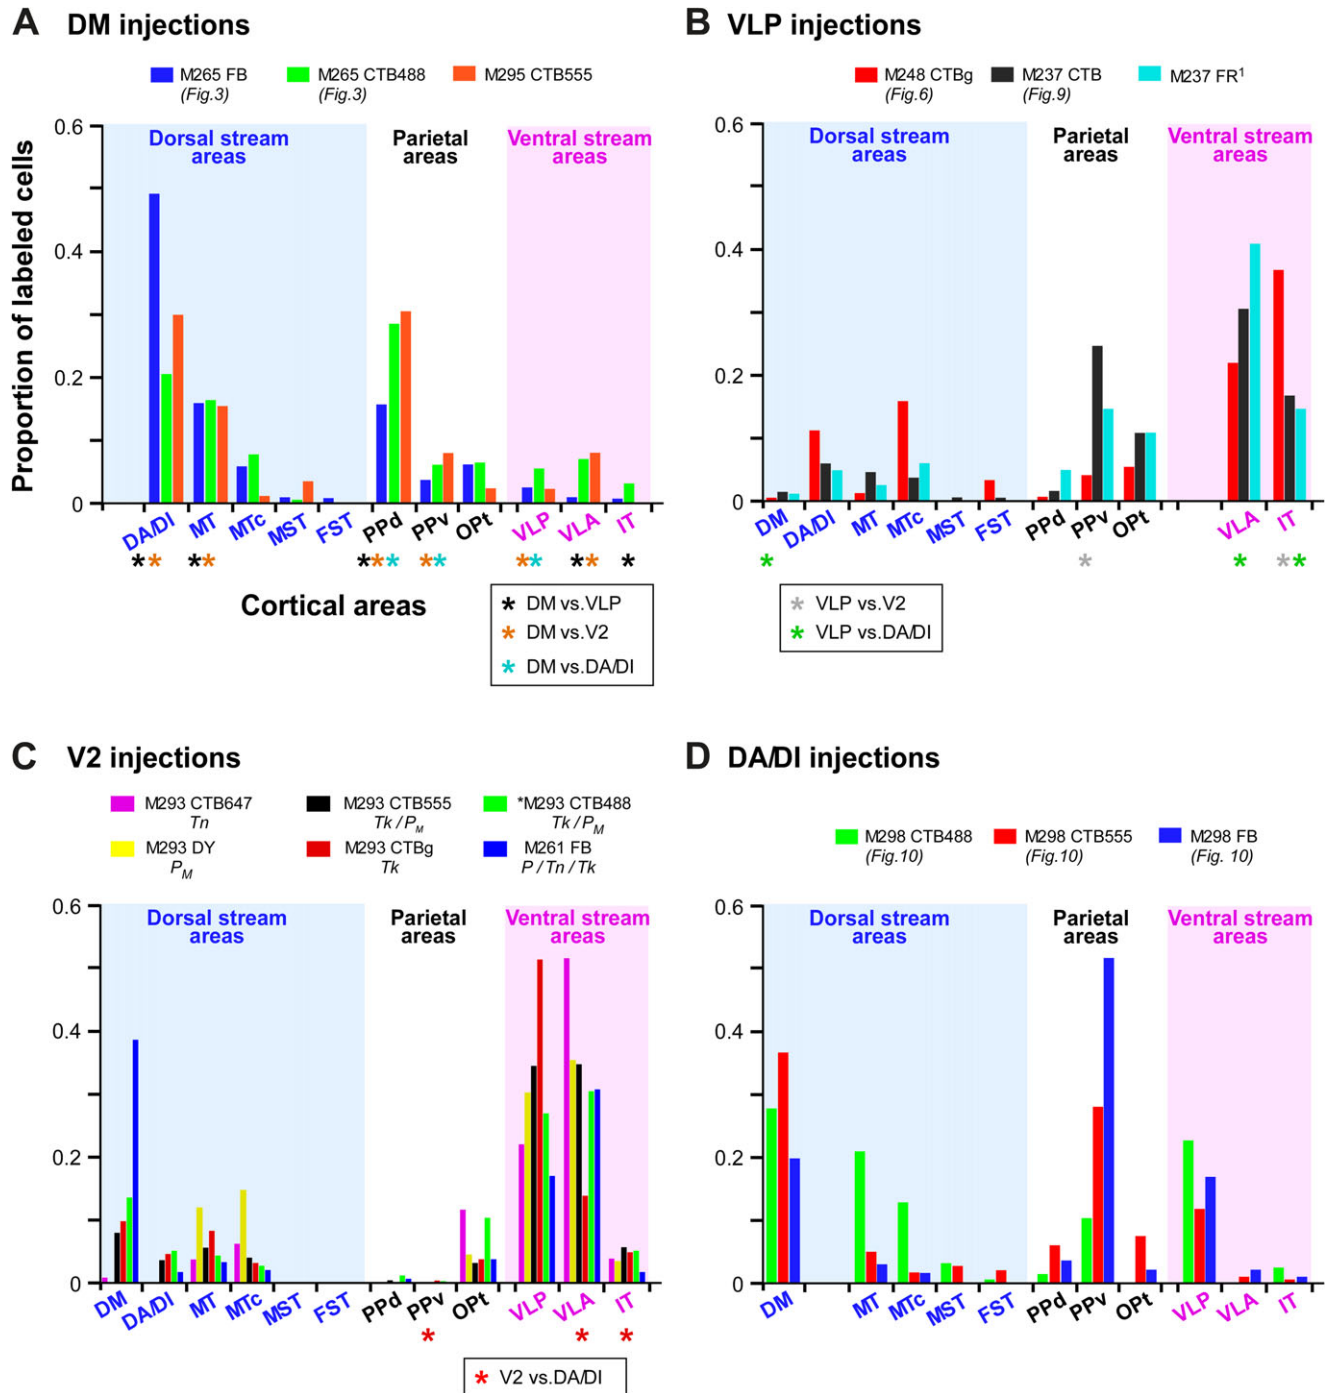 A DM injections
M265 FB M265 CTB488 M295 CTB555
(Fig.3) (Fig.3)
Proportion of labeled cells
0.6
0.4
0.2
0
Dorsal stream areas
Parietal areas
Ventral stream areas
DA/DI MT MTc MST FST PPd PPv OPt VLP VLA IT
* * * * * * * * * * * * * *
Cortical areas
* DM vs.VLP
* DM vs.V2
* DM vs.DA/DI
B VLP injections
M248 CTBg M237 CTB M237 FR¹
(Fig.6) (Fig.9)
0.6
0.4
0.2
0
Dorsal stream areas
Parietal areas
Ventral stream areas
DM DA/DI MT MTc MST FST PPd PPv OPt VLA IT
* * * * *
* VLP vs.V2
* VLP vs.DA/DI
C V2 injections
M293 CTB647 M293 CTB555 *M293 CTB488
Tn Tk/P_M Tk/P_M
M293 DY M293 CTBg M261 FB
P_M Tk P/Tn/Tk
0.6
0.4
0.2
0
Dorsal stream areas
Parietal areas
Ventral stream areas
DM DA/DI MT MTc MST FST PPd PPv OPt VLP VLA IT
* * *
* V2 vs.DA/DI
D DA/DI injections
M298 CTB488 M298 CTB555 M298 FB
(Fig.10) (Fig.10) (Fig. 10)
0.6
0.4
0.2
0
Dorsal stream areas
Parietal areas
Ventral stream areas
DM MT MTc MST FST PPd PPv OPt VLP VLA IT